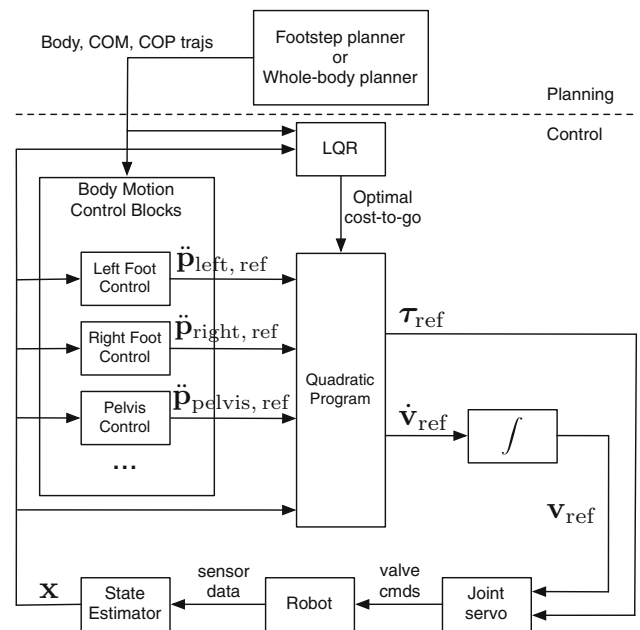 Body, COM, COP trajs
Footstep planner
or
Whole-body planner
Planning
Control
LQR
Optimal
cost-to-go
Body Motion
Control Blocks
Left Foot
Control
p̈left, ref
Right Foot
Control
p̈right, ref
Pelvis
Control
p̈pelvis, ref
...
Quadratic
Program
τref
v̇ref
∫
vref
x
State
Estimator
sensor
data
Robot
valve
cmds
Joint
servo